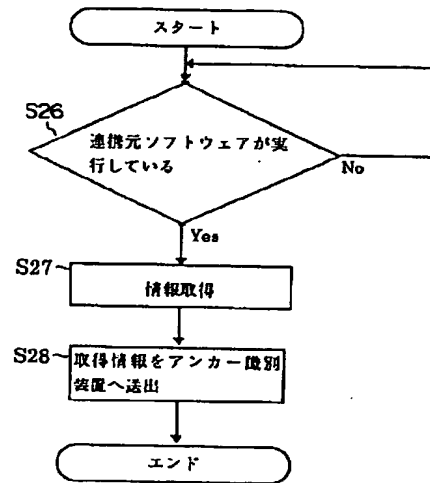 スタート
S26
連携元ソフトウェアが実
行している
No
Yes
S27
情報取得
S28
取得情報をアンカー識別
装置へ送出
エンド